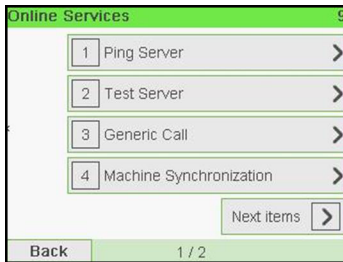 Online Services 9
1 Ping Server
2 Test Server
3 Generic Call
4 Machine Synchronization
Next items
Back 1 / 2